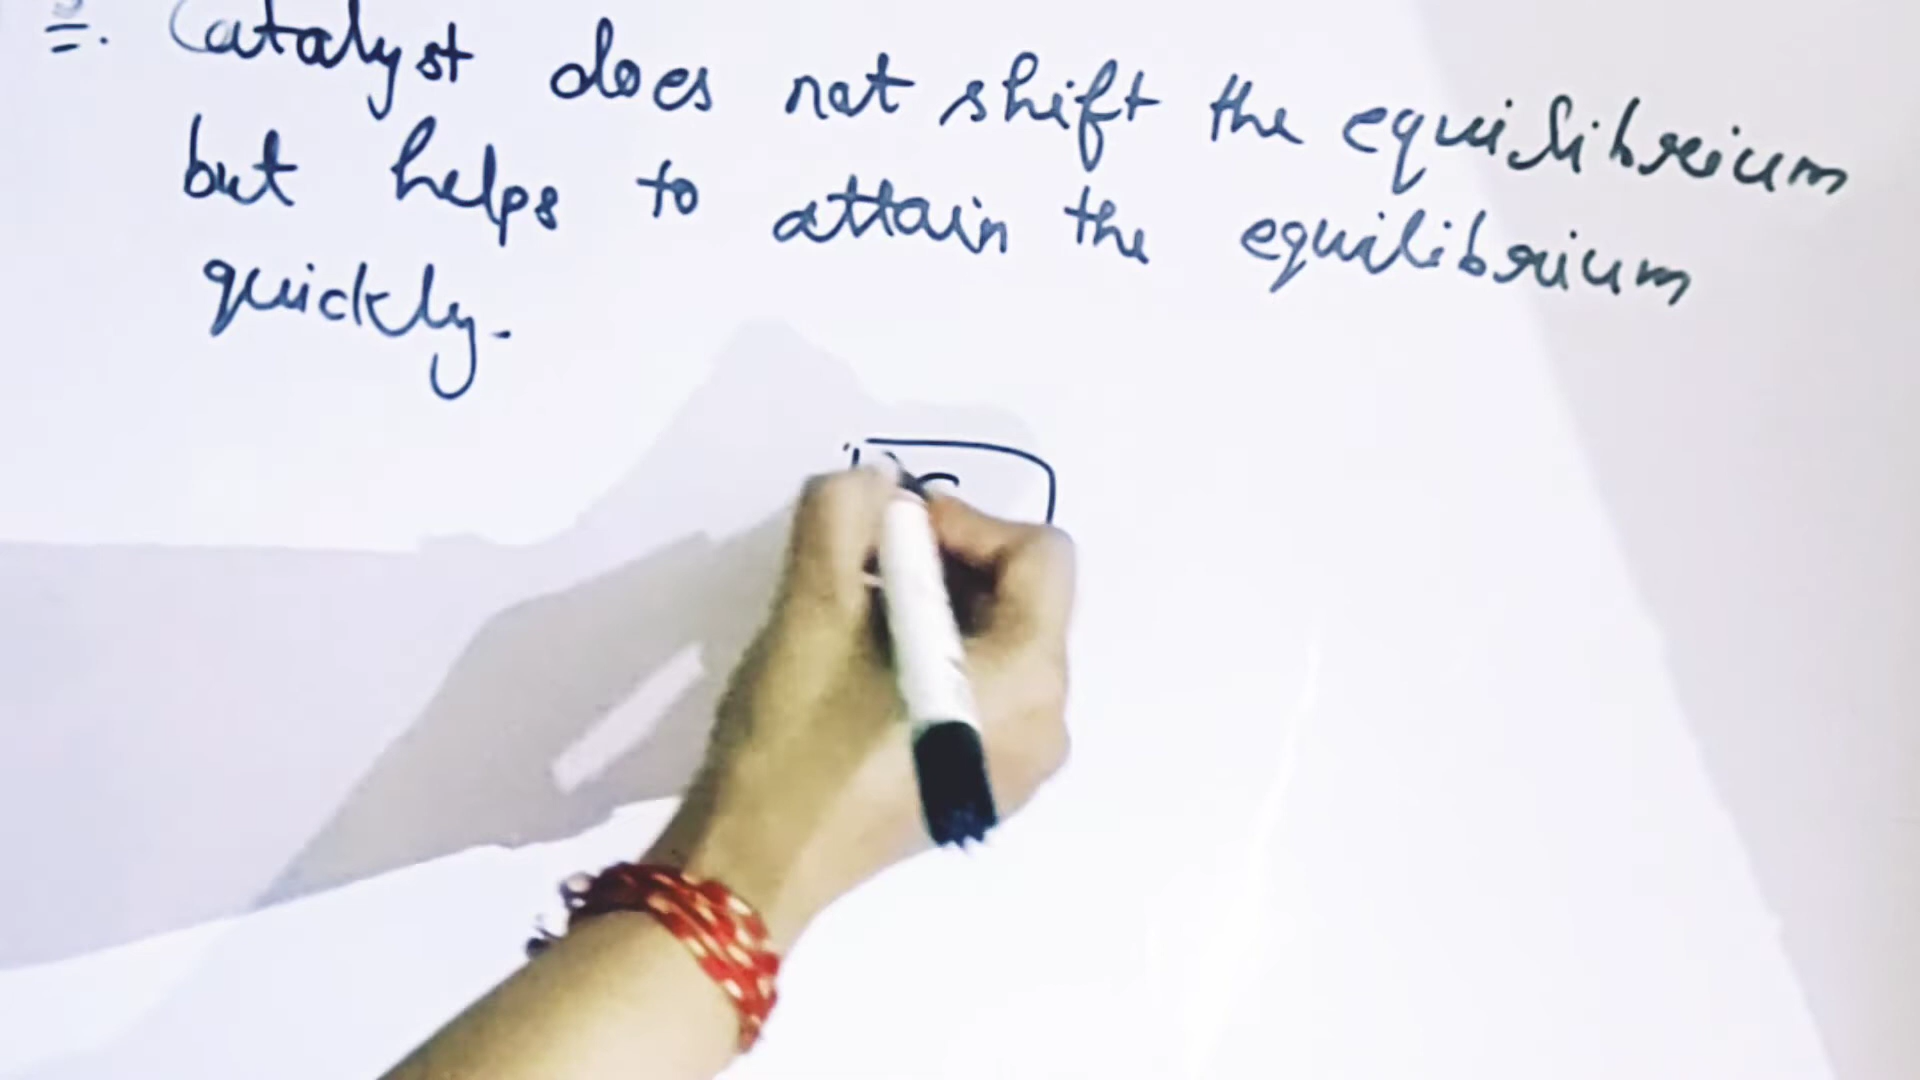 Catalyst does not shift the equilibrium
but helps to attain the equilibrium
quickly.